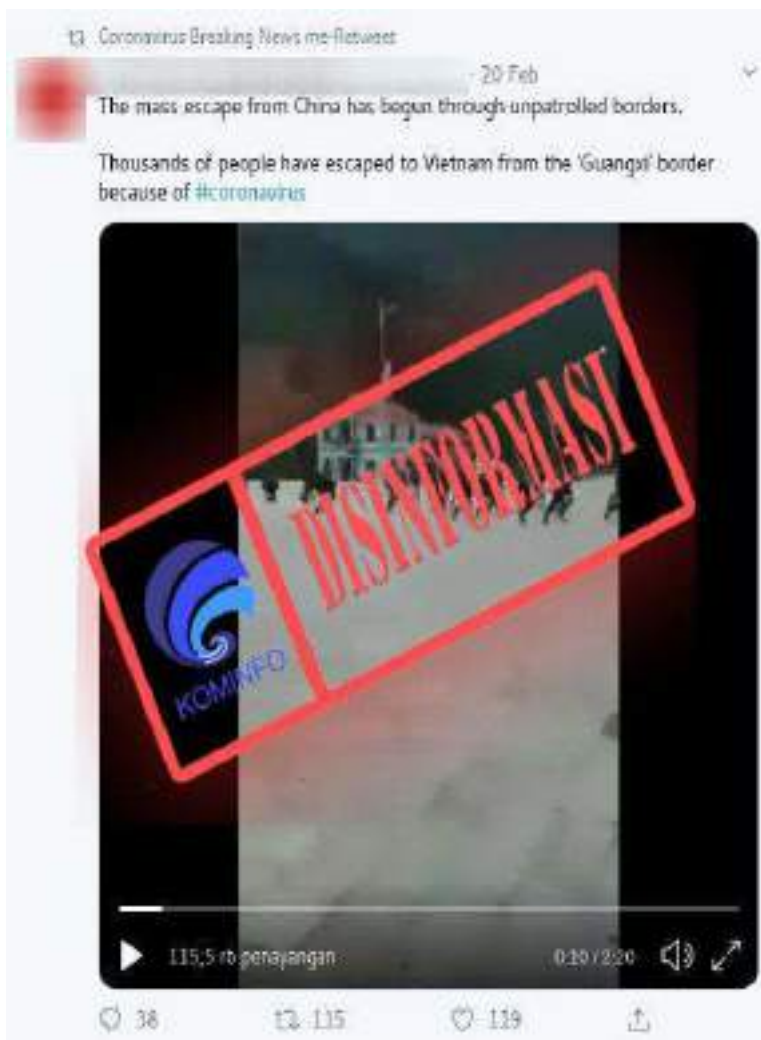 Coronavirus Breaking News me-Retweet
· 20 Feb
The mass escape from China has begun through unpatrolled borders.
Thousands of people have escaped to Vietnam from the 'Guangxi' border
because of #coronavirus
DISINFORMASI
KOMINFO
115,5 rb penayangan
0:10 / 2:20
38
115
119